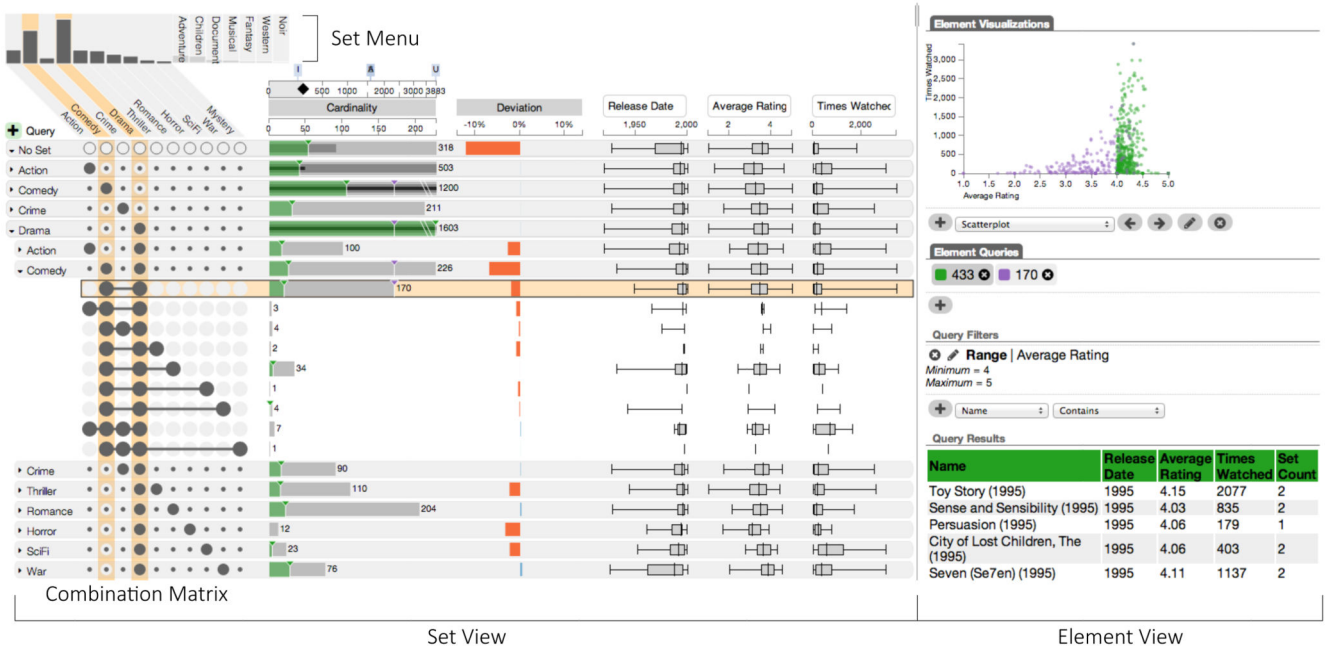 Adventure
Children
Document
Musical
Fantasy
Western
Noir
Set Menu
Action
Comedy
Crime
Drama
Thriller
Romance
Horror
SciFi
War
Mystery
I
U
0 500 1000 2000 3000 3883
Cardinality
0 50 100 150 200
Deviation
-10% 0% 10%
Release Date
1,950 2,000
Average Rating
2 4
Times Watched
0 2,000
Query
No Set 318
Action 503
Comedy 1200
Crime 211
Drama 1603
Action 100
Comedy 226
170
3
4
2
34
1
4
7
1
Crime 90
Thriller 110
Romance 204
Horror 12
SciFi 23
War 76
Combination Matrix
Set View
Element Visualizations
Times Watched
3,000
2,500
2,000
1,500
1,000
500
0
1.0 1.5 2.0 2.5 3.0 3.5 4.0 4.5 5.0
Average Rating
Scatterplot
Element Queries
433 170
Query Filters
Range | Average Rating
Minimum = 4
Maximum = 5
Name Contains
Query Results
Name Release Date Average Rating Times Watched Set Count
Toy Story (1995) 1995 4.15 2077 2
Sense and Sensibility (1995) 1995 4.03 835 2
Persuasion (1995) 1995 4.06 179 1
City of Lost Children, The (1995) 1995 4.06 403 2
Seven (Se7en) (1995) 1995 4.11 1137 2
Element View